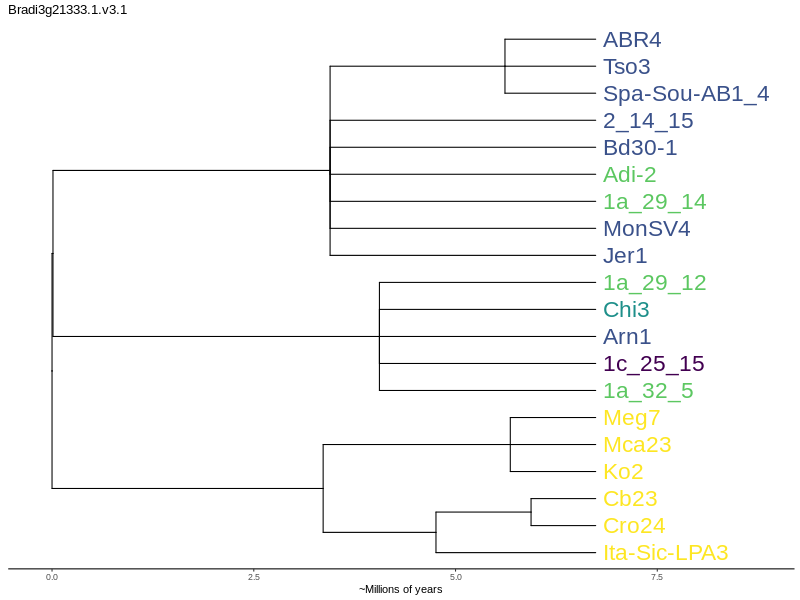 Bradi3g21333.1.v3.1
ABR4
Tso3
Spa-Sou-AB1_4
2_14_15
Bd30-1
Adi-2
1a_29_14
MonSV4
Jer1
1a_29_12
Chi3
Arn1
1c_25_15
1a_32_5
Meg7
Mca23
Ko2
Cb23
Cro24
Ita-Sic-LPA3
0.0 2.5 5.0 7.5
~Millions of years